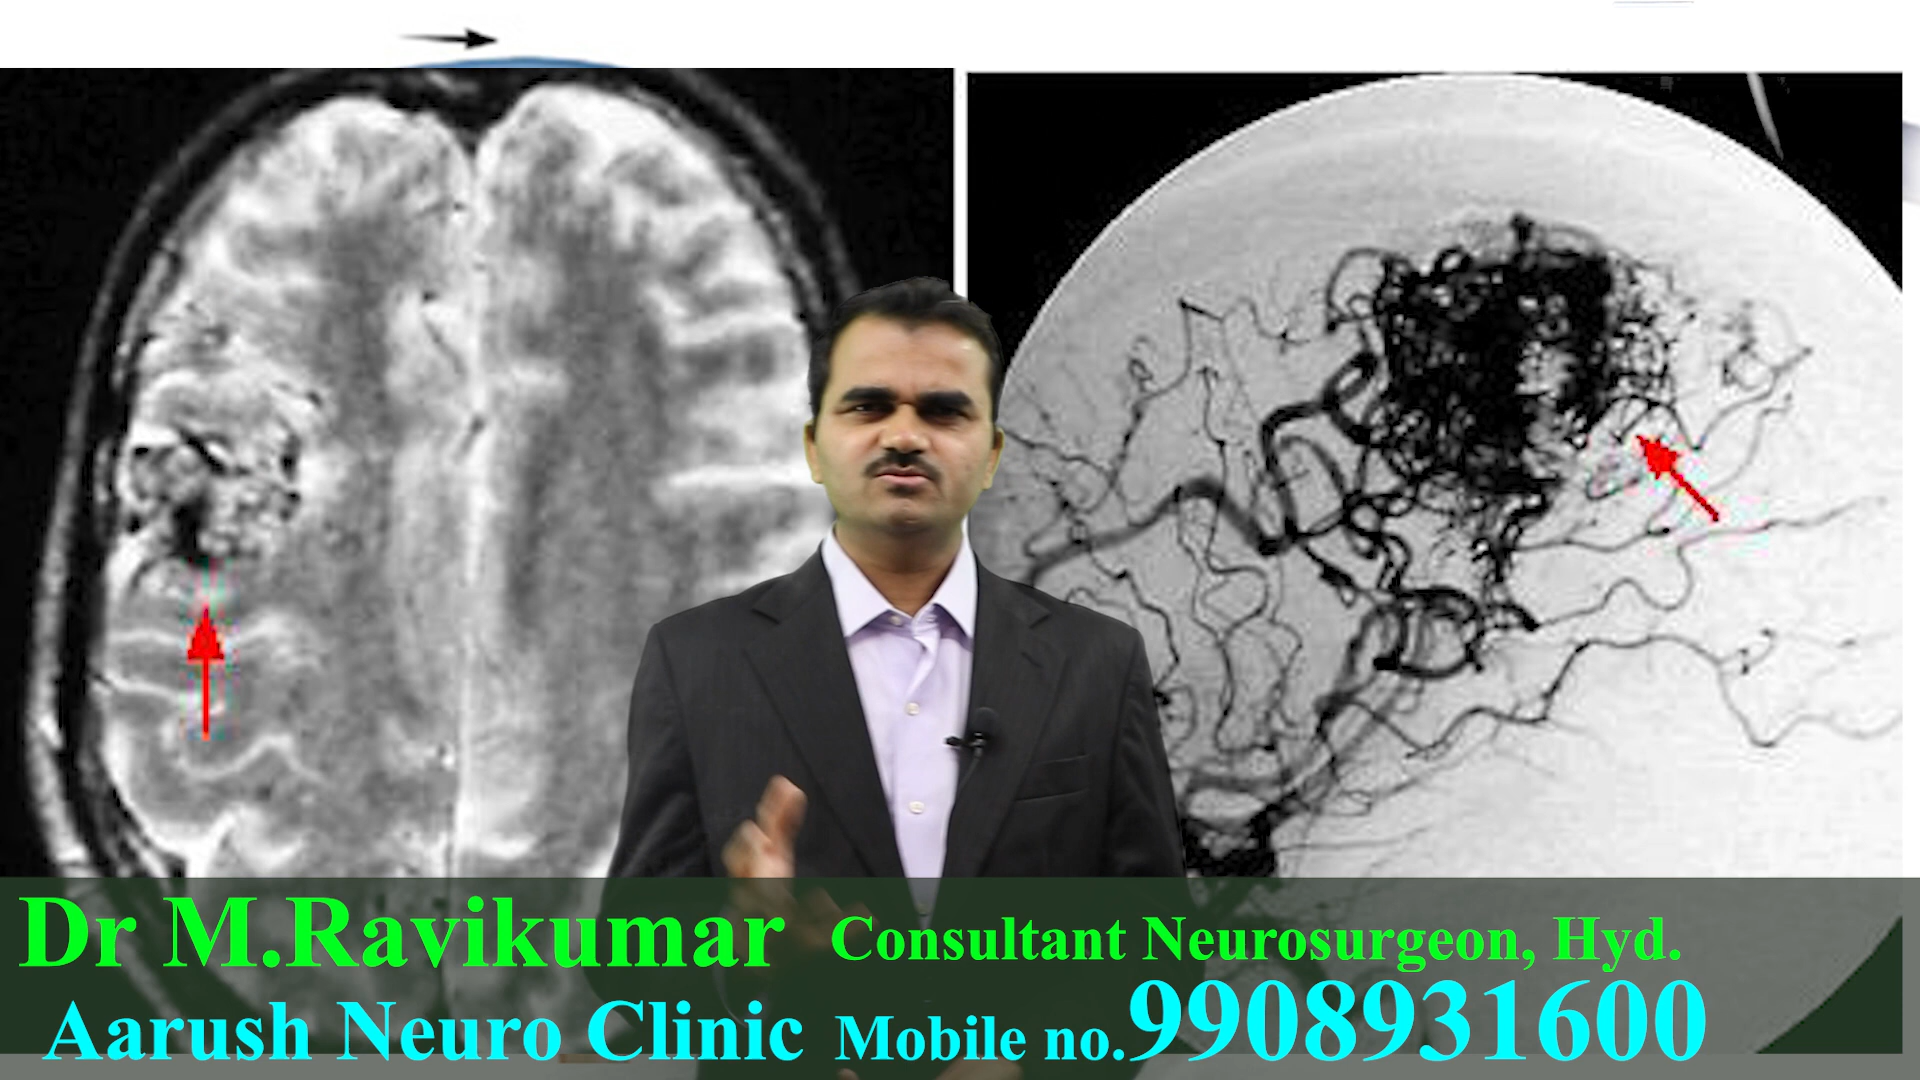 Dr M.Ravikumar Consultant Neurosurgeon, Hyd.
Aarush Neuro Clinic Mobile no.9908931600